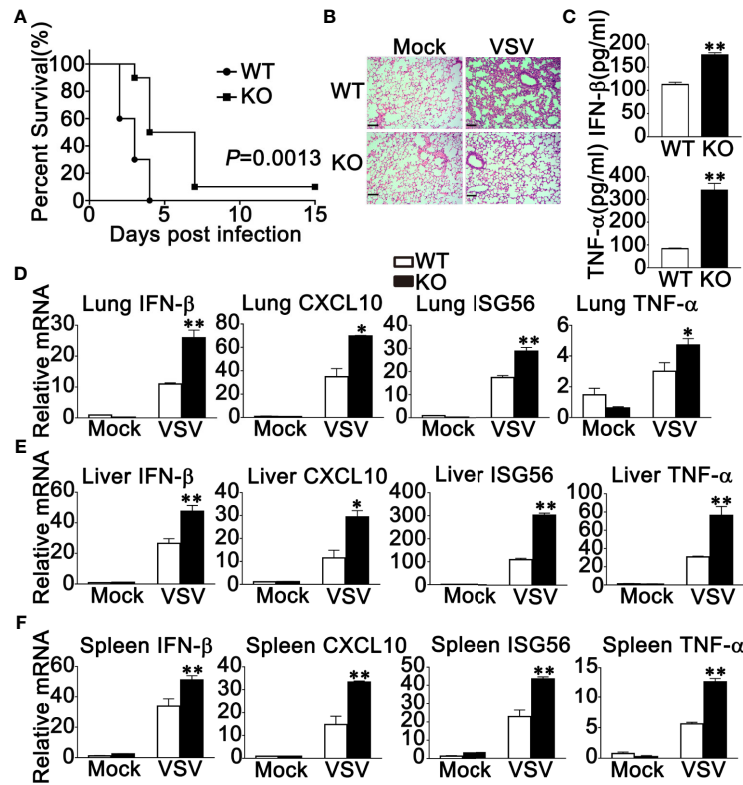 A
Percent Survival(%)
100
80
60
40
20
0
WT
KO
P=0.0013
0
5
10
15
Days post infection
B
Mock
VSV
WT
KO
C
IFN-β(pg/ml)
200
150
100
50
0
**
WT
KO
TNF-α(pg/ml)
400
300
200
100
0
**
WT
KO
WT
KO
D
Relative mRNA
Lung IFN-β
30
20
10
0
**
Mock
VSV
Lung CXCL10
80
60
40
20
0
*
Mock
VSV
Lung ISG56
40
30
20
10
0
**
Mock
VSV
Lung TNF-α
6
4
2
0
*
Mock
VSV
E
Relative mRNA
Liver IFN-β
60
40
20
0
**
Mock
VSV
Liver CXCL10
30
20
10
0
*
Mock
VSV
Liver ISG56
400
300
200
100
0
**
Mock
VSV
Liver TNF-α
80
60
40
20
0
**
Mock
VSV
F
Relative mRNA
Spleen IFN-β
60
40
20
0
**
Mock
VSV
Spleen CXCL10
40
30
20
10
0
**
Mock
VSV
Spleen ISG56
50
40
30
20
10
0
**
Mock
VSV
Spleen TNF-α
15
10
5
0
**
Mock
VSV